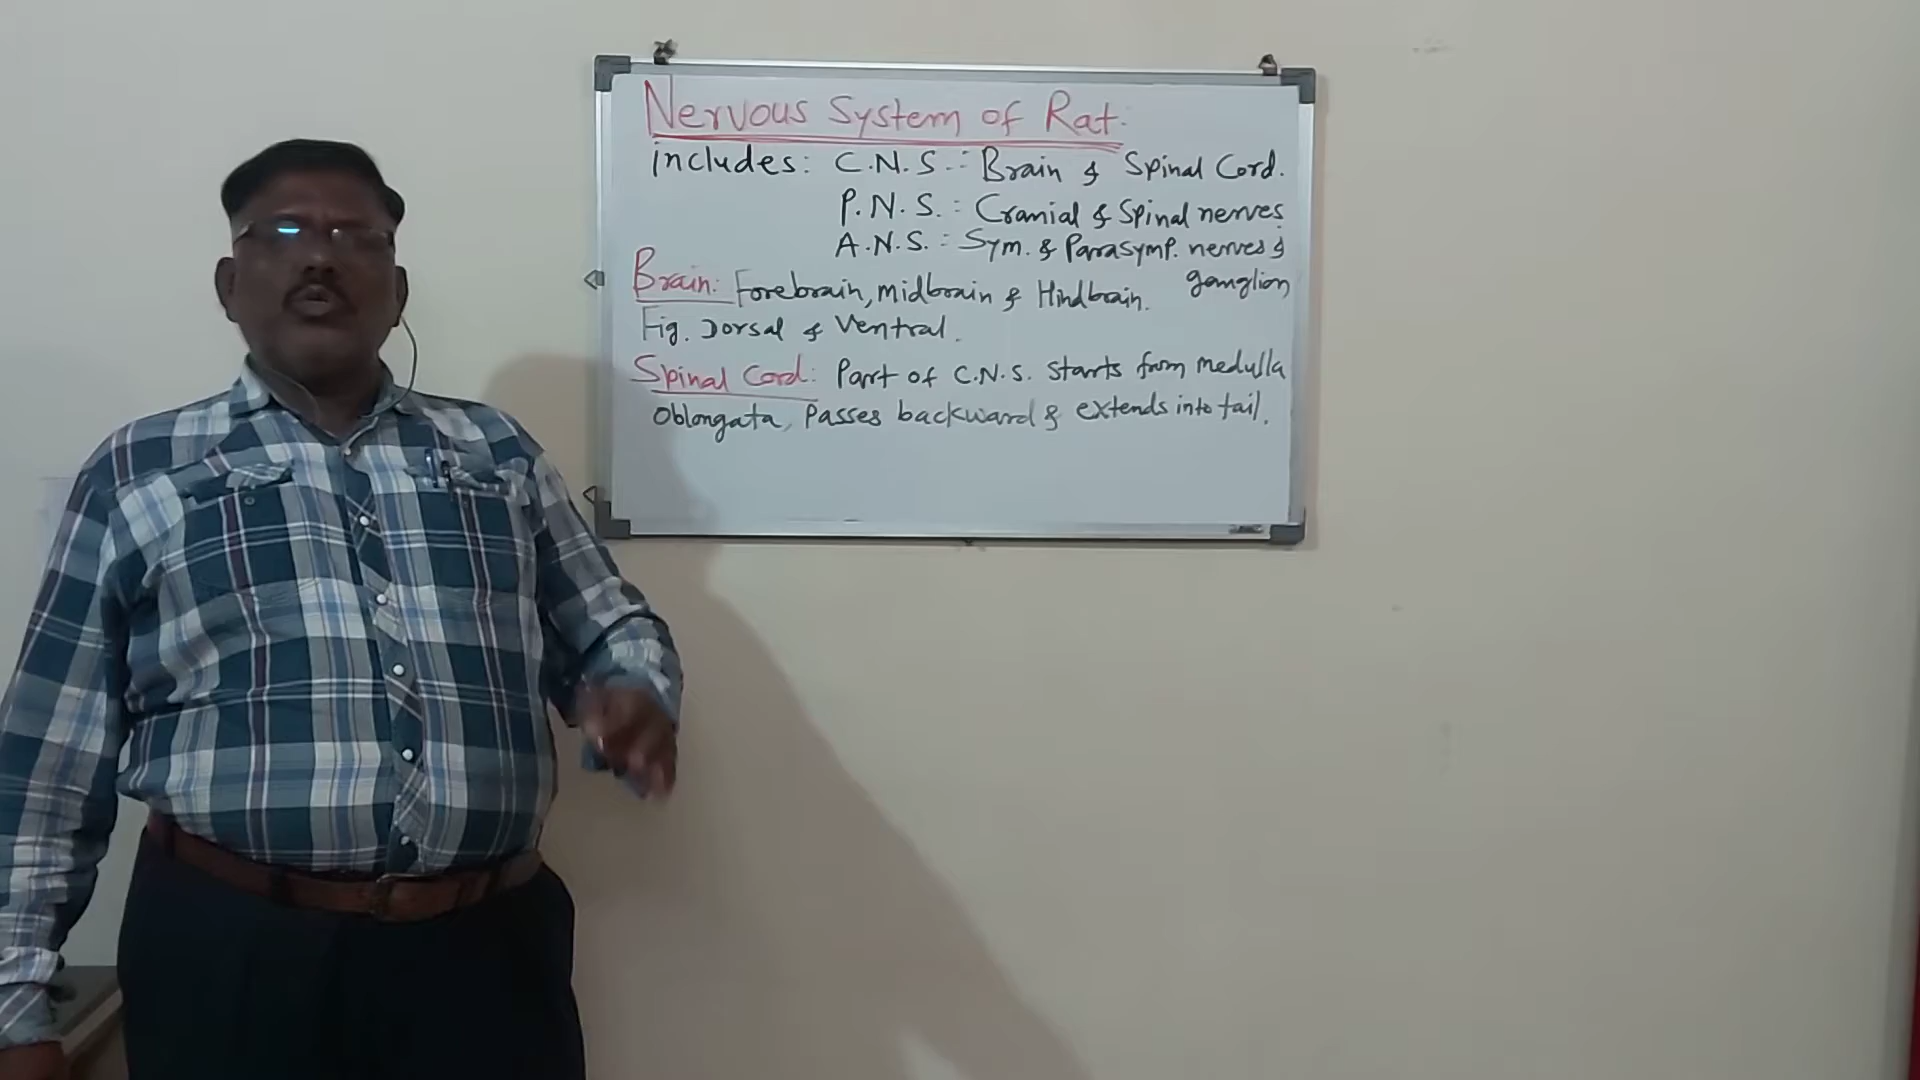 Nervous System of Rat:
includes: C.N.S.:- Brain & Spinal Cord.
P.N.S.: Cranial & Spinal nerves
A.N.S.: Sym. & Parasymp. nerves &
ganglion
Brain: Forebrain, midbrain & Hindbrain.
Fig. Dorsal & Ventral.
Spinal Cord: Part of C.N.S. starts from medulla
oblongata, Passes backward & extends into tail.